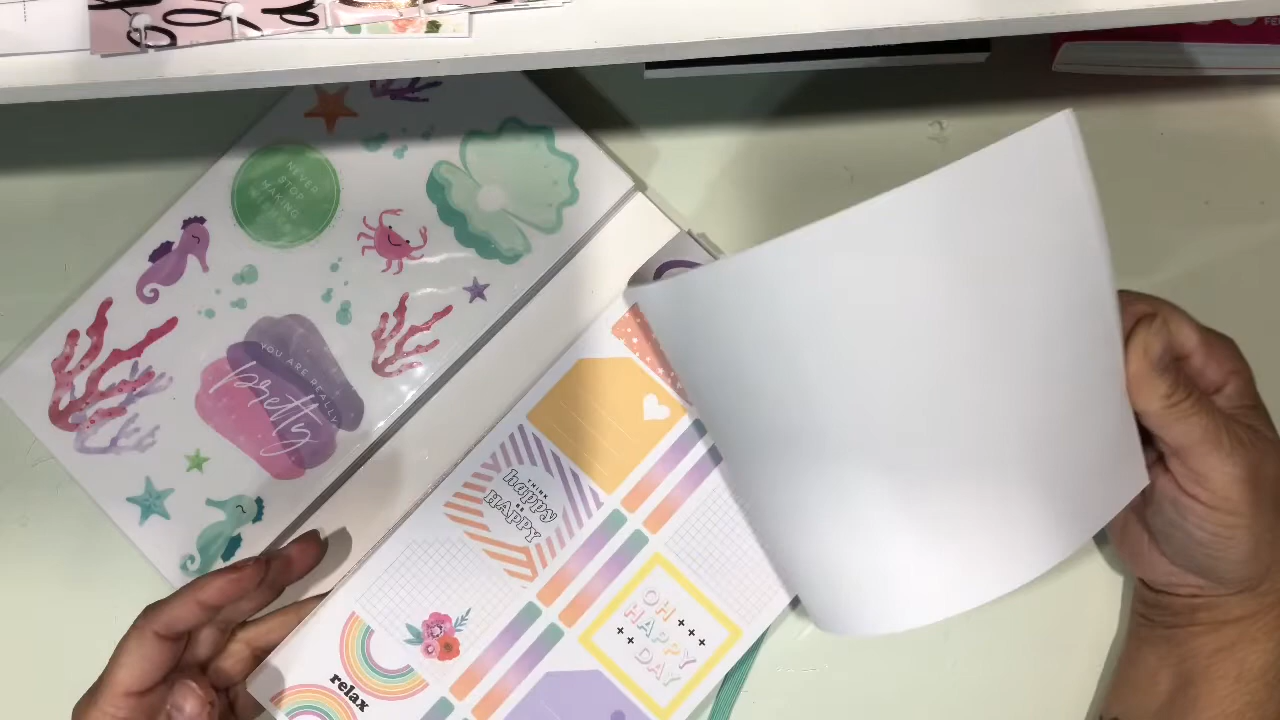 NEVER
STOP
MAKING
YOU ARE REALLY
pretty
THINK
happy
BE
HAPPY
OH
HAPPY
DAY
relax